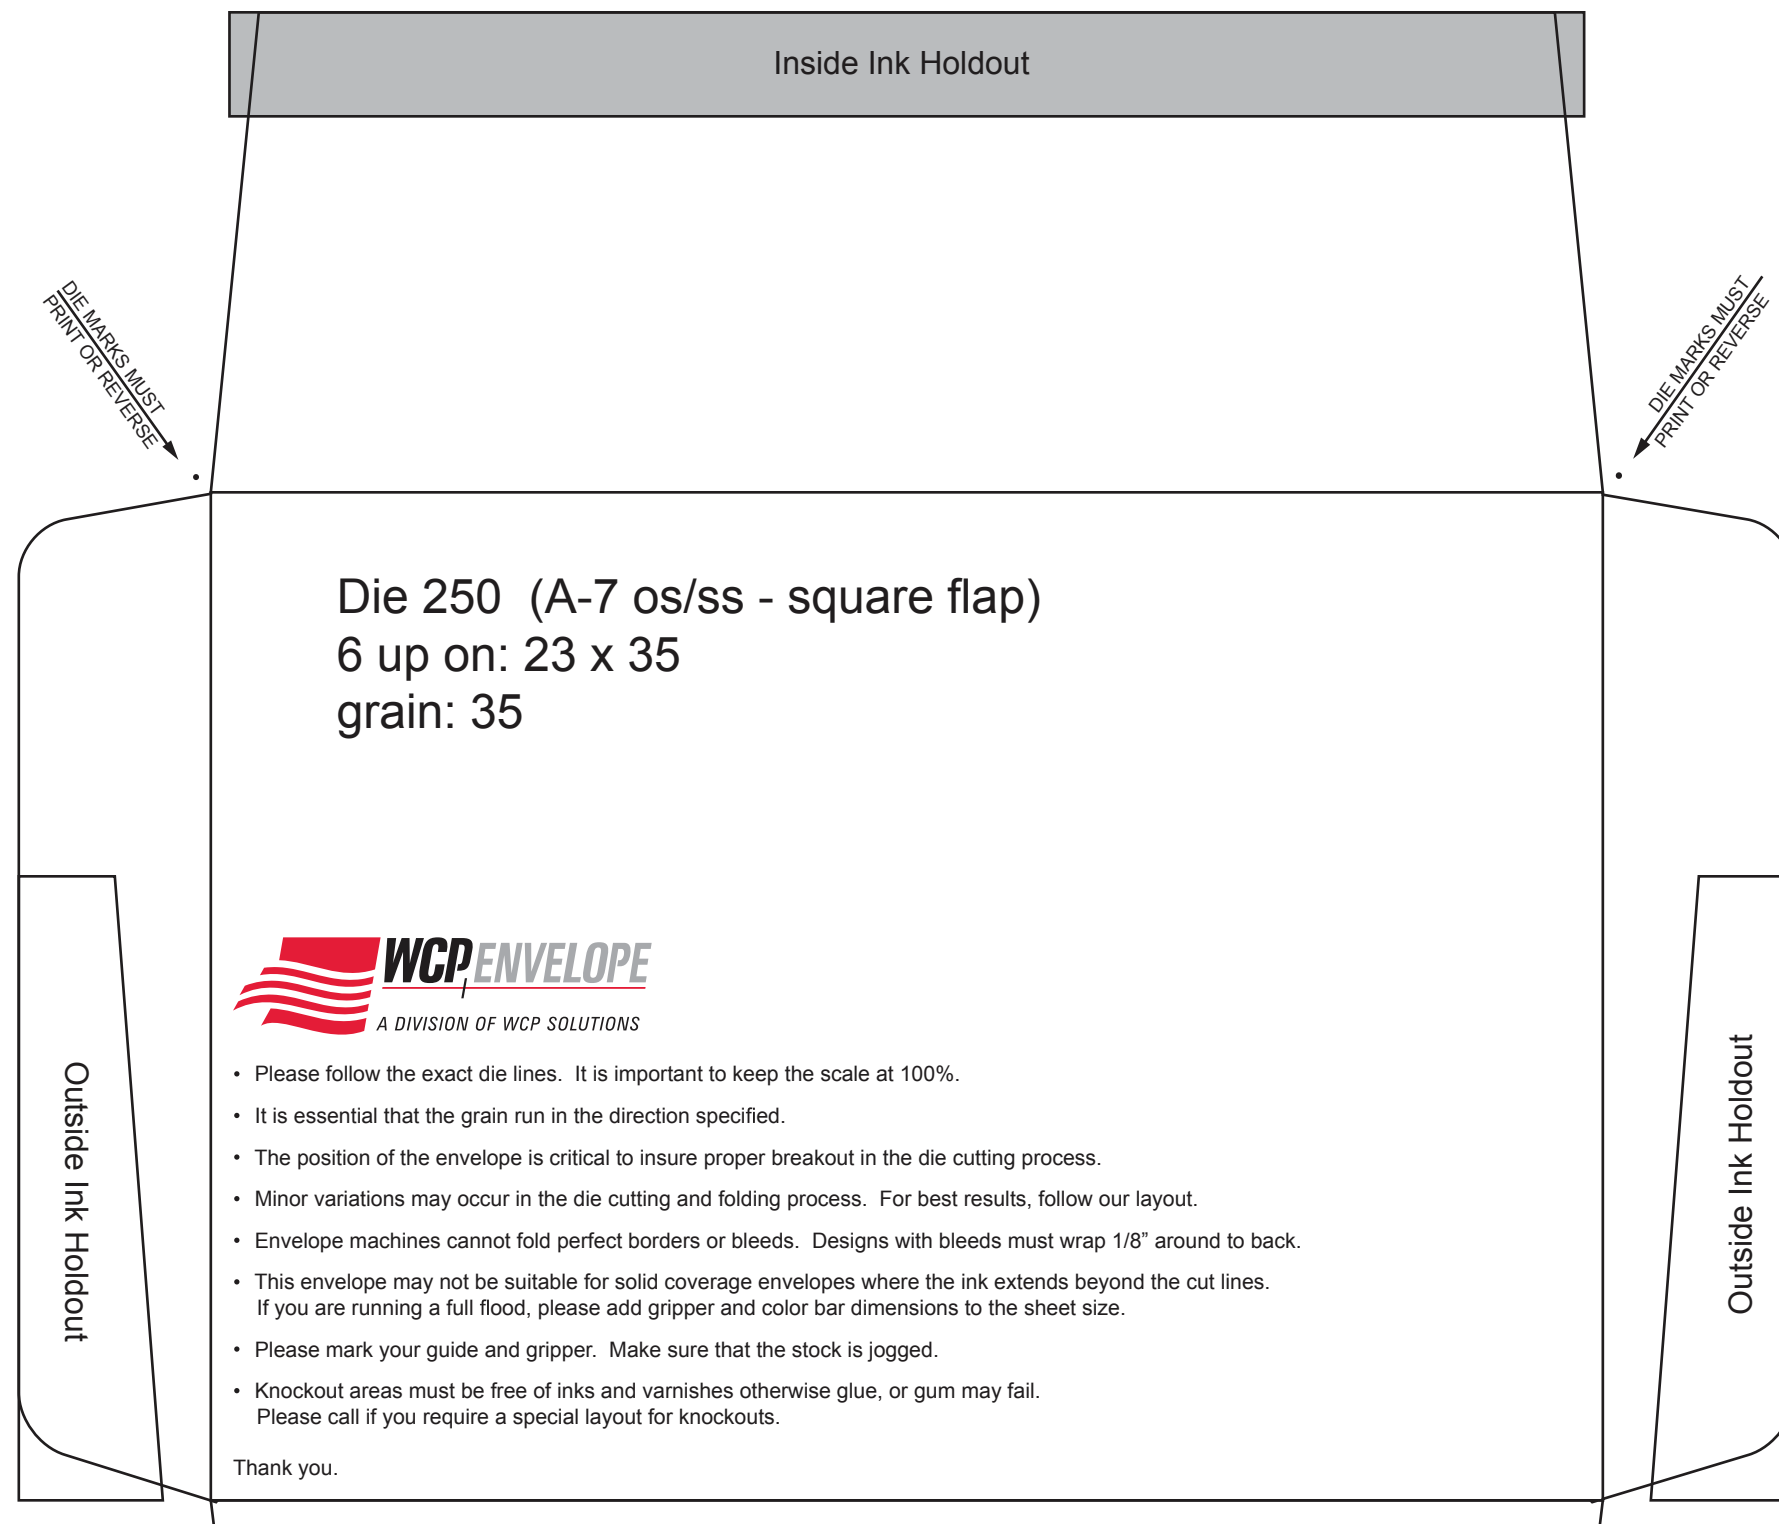 Inside Ink Holdout
DIE MARKS MUST
PRINT OR REVERSE
DIE MARKS MUST
PRINT OR REVERSE
Die 250  (A-7 os/ss - square flap)
6 up on: 23 x 35
grain: 35
WCP ENVELOPE
A DIVISION OF WCP SOLUTIONS
Outside Ink Holdout
Outside Ink Holdout
• Please follow the exact die lines.  It is important to keep the scale at 100%.
• It is essential that the grain run in the direction specified.
• The position of the envelope is critical to insure proper breakout in the die cutting process.
• Minor variations may occur in the die cutting and folding process.  For best results, follow our layout.
• Envelope machines cannot fold perfect borders or bleeds.  Designs with bleeds must wrap 1/8” around to back.
• This envelope may not be suitable for solid coverage envelopes where the ink extends beyond the cut lines.
If you are running a full flood, please add gripper and color bar dimensions to the sheet size.
• Please mark your guide and gripper.  Make sure that the stock is jogged.
• Knockout areas must be free of inks and varnishes otherwise glue, or gum may fail.
Please call if you require a special layout for knockouts.
Thank you.